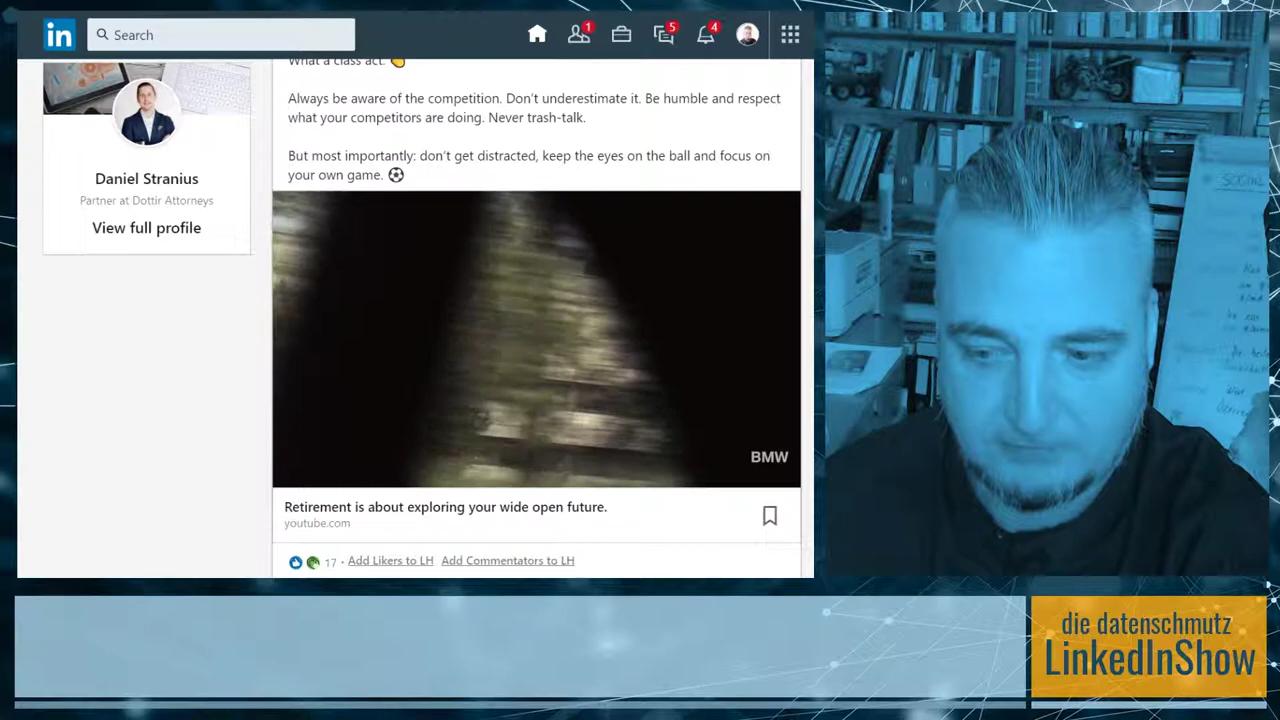 in
Search
1
5
4
What a class act.
Always be aware of the competition. Don't underestimate it. Be humble and respect
what your competitors are doing. Never trash-talk.
But most importantly: don't get distracted, keep the eyes on the ball and focus on
your own game.
Daniel Stranius
Partner at Dottir Attorneys
View full profile
BMW
Retirement is about exploring your wide open future.
youtube.com
17 · Add Likers to LH Add Commentators to LH
SOCIAL
die datenschmutz
LinkedInShow